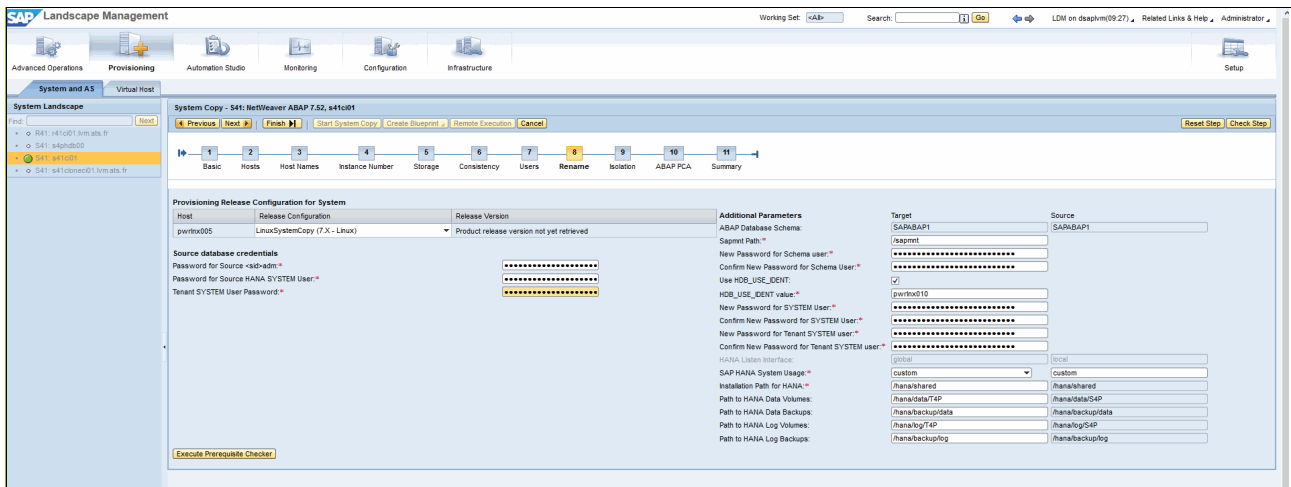 SAP Landscape Management
Working Set: <All> Search: Go LDM on dsaplvm(09:27) Related Links & Help Administrator
Advanced Operations Provisioning Automation Studio Monitoring Configuration Infrastructure Setup
System and AS Virtual Host
System Landscape
Find: Next
R41: r41ci01.lvm.ats.fr
S41: s4phdb00
S41: s41ci01
S41: s41cloneci01.lvm.ats.fr
System Copy - S41: NetWeaver ABAP 7.52, s41ci01
Previous Next Finish Start System Copy Create Blueprint Remote Execution Cancel Reset Step Check Step
1 2 3 4 5 6 7 8 9 10 11
Basic Hosts Host Names Instance Number Storage Consistency Users Rename Isolation ABAP PCA Summary
Provisioning Release Configuration for System
Host Release Configuration Release Version
pwrlnx005 LinuxSystemCopy (7.X - Linux) Product release version not yet retrieved
Source database credentials
Password for Source <sid>adm:*
Password for Source HANA SYSTEM User:*
Tenant SYSTEM User Password:*
Execute Prerequisite Checker
Additional Parameters Target Source
ABAP Database Schema: SAPABAP1 SAPABAP1
Sapmnt Path:* /sapmnt
New Password for Schema user:*
Confirm New Password for Schema User:*
Use HDB_USE_IDENT:
HDB_USE_IDENT value:* pwrlnx010
New Password for SYSTEM User:*
Confirm New Password for SYSTEM User:*
New Password for Tenant SYSTEM user:*
Confirm New Password for Tenant SYSTEM user:*
HANA Listen Interface: global local
SAP HANA System Usage:* custom custom
Installation Path for HANA:* /hana/shared /hana/shared
Path to HANA Data Volumes: /hana/data/T4P /hana/data/S4P
Path to HANA Data Backups: /hana/backup/data /hana/backup/data
Path to HANA Log Volumes: /hana/log/T4P /hana/log/S4P
Path to HANA Log Backups: /hana/backup/log /hana/backup/log